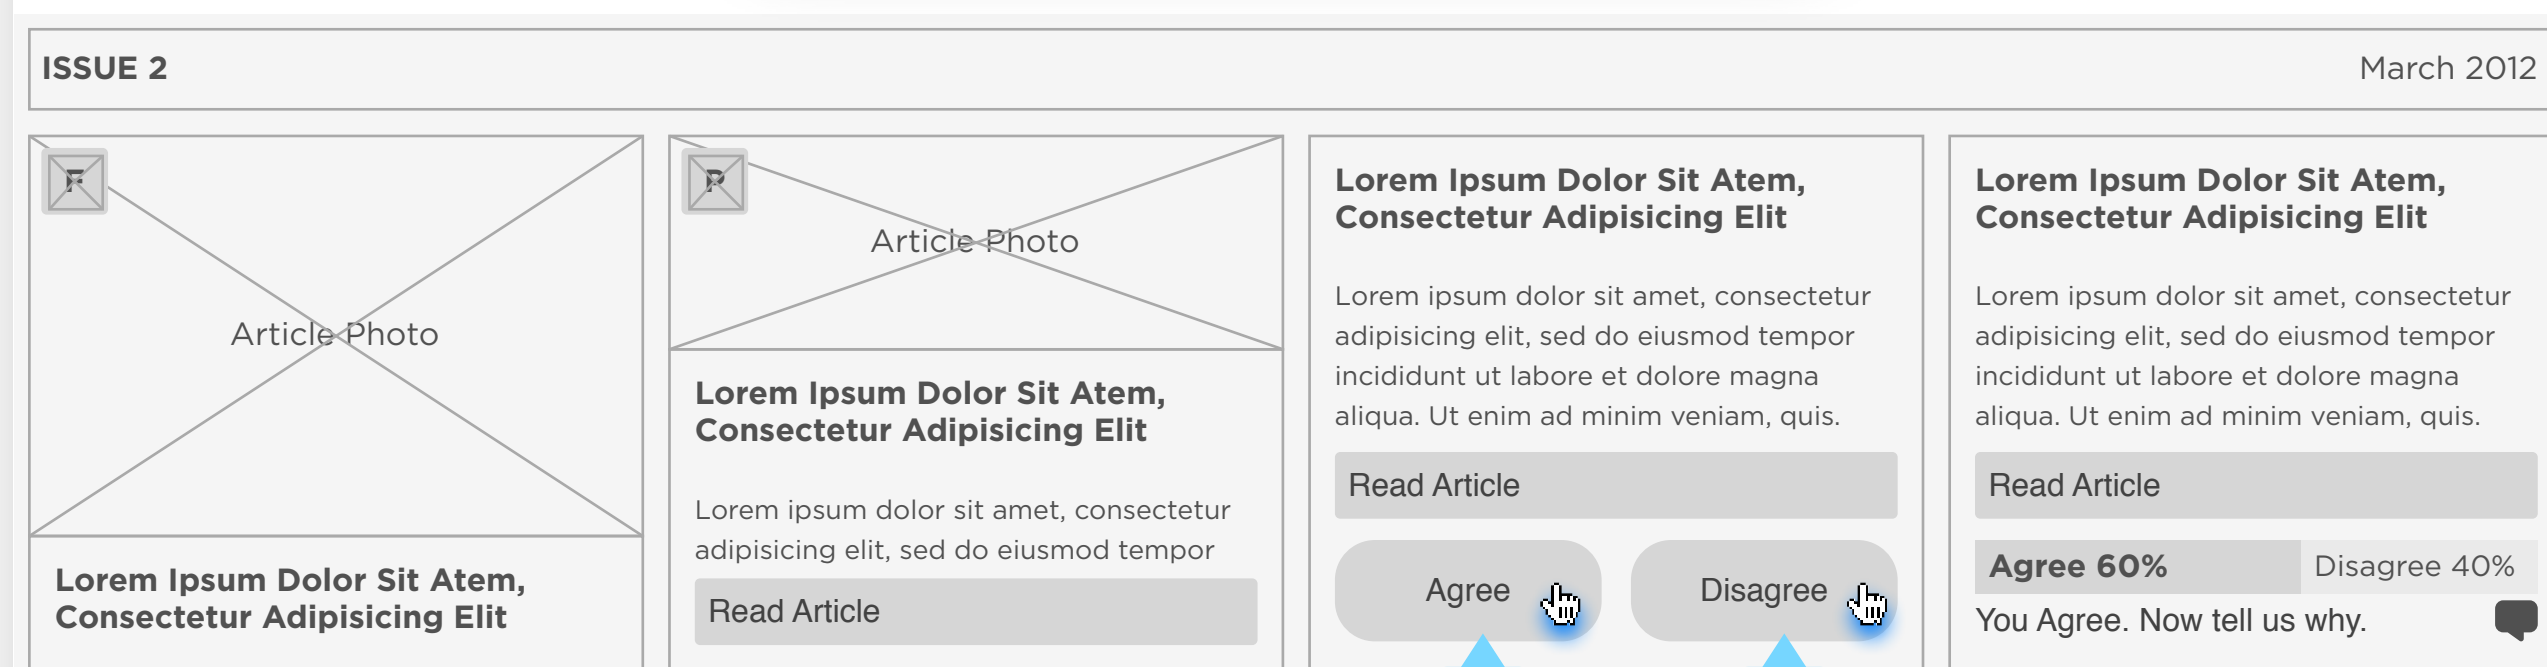 ISSUE 2
March 2012
F
Article Photo
Lorem Ipsum Dolor Sit Atem,
Consectetur Adipisicing Elit
P
Article Photo
Lorem Ipsum Dolor Sit Atem,
Consectetur Adipisicing Elit
Lorem ipsum dolor sit amet, consectetur
adipisicing elit, sed do eiusmod tempor
Read Article
Lorem Ipsum Dolor Sit Atem,
Consectetur Adipisicing Elit
Lorem ipsum dolor sit amet, consectetur
adipisicing elit, sed do eiusmod tempor
incididunt ut labore et dolore magna
aliqua. Ut enim ad minim veniam, quis.
Read Article
Agree
Disagree
Lorem Ipsum Dolor Sit Atem,
Consectetur Adipisicing Elit
Lorem ipsum dolor sit amet, consectetur
adipisicing elit, sed do eiusmod tempor
incididunt ut labore et dolore magna
aliqua. Ut enim ad minim veniam, quis.
Read Article
Agree 60%
Disagree 40%
You Agree. Now tell us why.